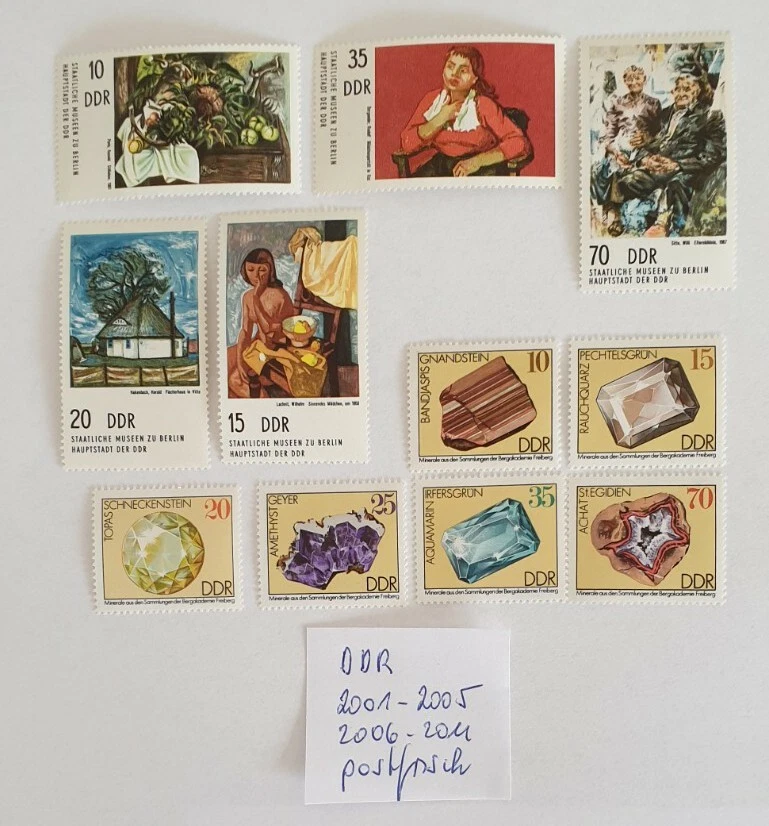 10
DDR
STAATLICHE MUSEEN ZU BERLIN
HAUPTSTADT DER DDR
35
DDR
STAATLICHE MUSEEN ZU BERLIN
HAUPTSTADT DER DDR
70 DDR
STAATLICHE MUSEEN ZU BERLIN
HAUPTSTADT DER DDR
20 DDR
STAATLICHE MUSEEN ZU BERLIN
HAUPTSTADT DER DDR
Lachnit, Wilhelm
15 DDR
STAATLICHE MUSEEN ZU BERLIN
HAUPTSTADT DER DDR
BANDJASPIS
GNANDSTEIN
10
DDR
Minerale aus den Sammlungen der Bergakademie Freiberg
RAUCHQUARZ
PECHTELSGRÜN
15
DDR
Minerale aus den Sammlungen der Bergakademie Freiberg
TOPAS
SCHNECKENSTEIN
20
DDR
Minerale aus den Sammlungen der Bergakademie Freiberg
AMETHYST
GEYER
25
DDR
Minerale aus den Sammlungen der Bergakademie Freiberg
AQUAMARIN
IRFERSGRÜN
35
DDR
Minerale aus den Sammlungen der Bergakademie Freiberg
ACHAT
St.EGIDIEN
70
DDR
Minerale aus den Sammlungen der Bergakademie Freiberg
DDR
2001-2005
2006-2011
postfrisch